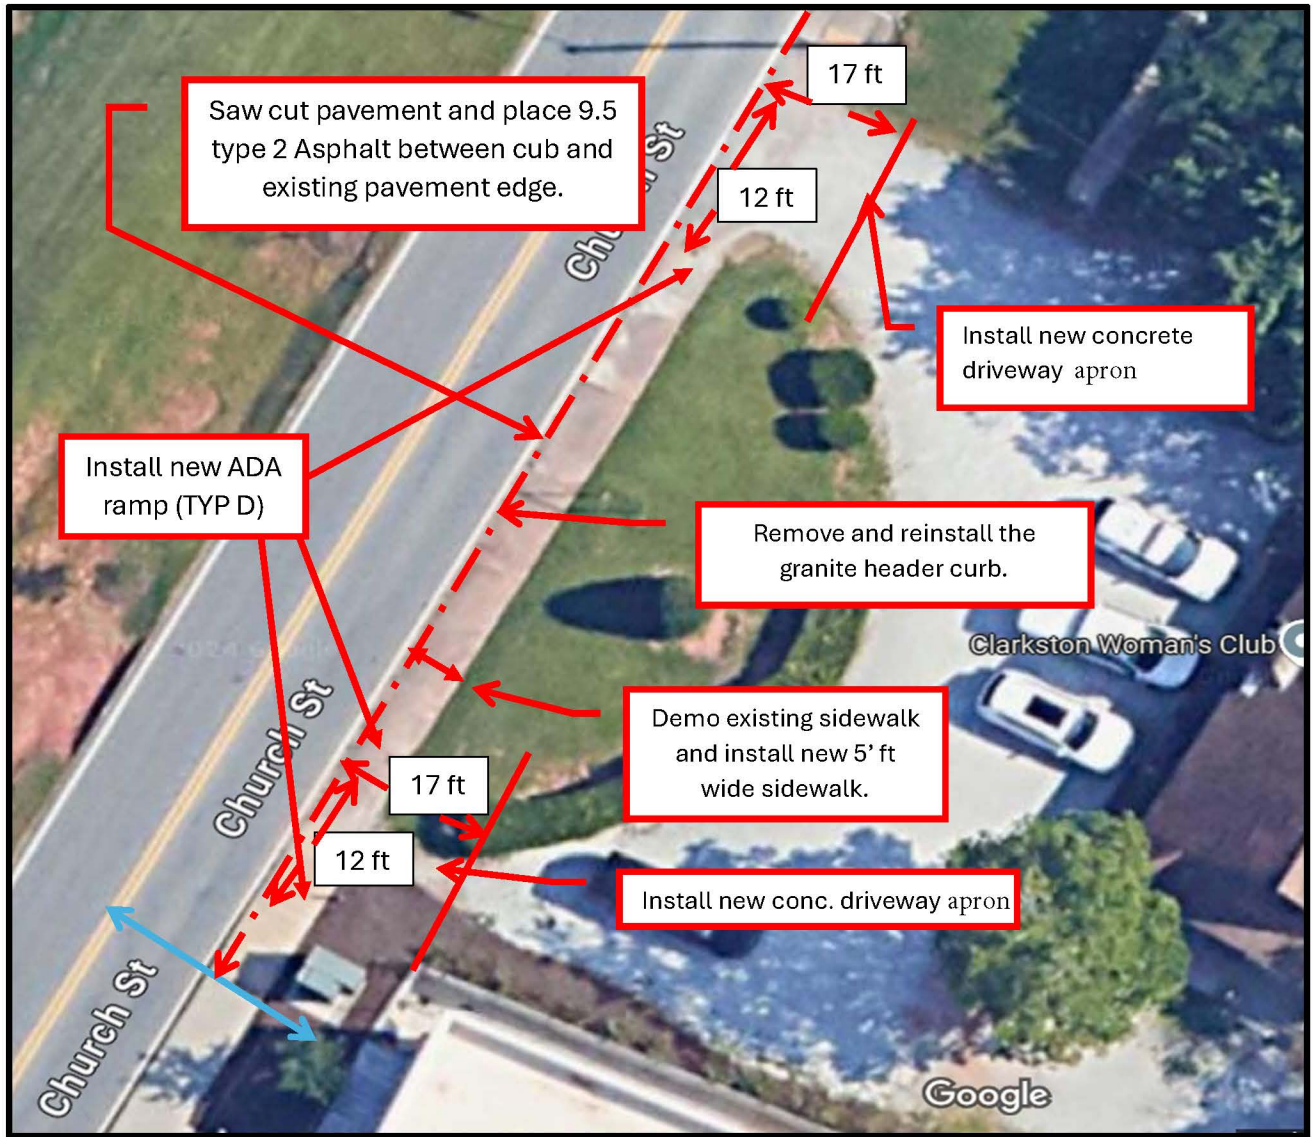 17 ft
Saw cut pavement and place 9.5
type 2 Asphalt between cub and
existing pavement edge.
Church St
12 ft
Install new concrete
driveway apron
Install new ADA
ramp (TYP D)
Remove and reinstall the
granite header curb.
Clarkston Woman's Club
Church St
Demo existing sidewalk
and install new 5' ft
wide sidewalk.
17 ft
12 ft
Install new conc. driveway apron
Church St
Google